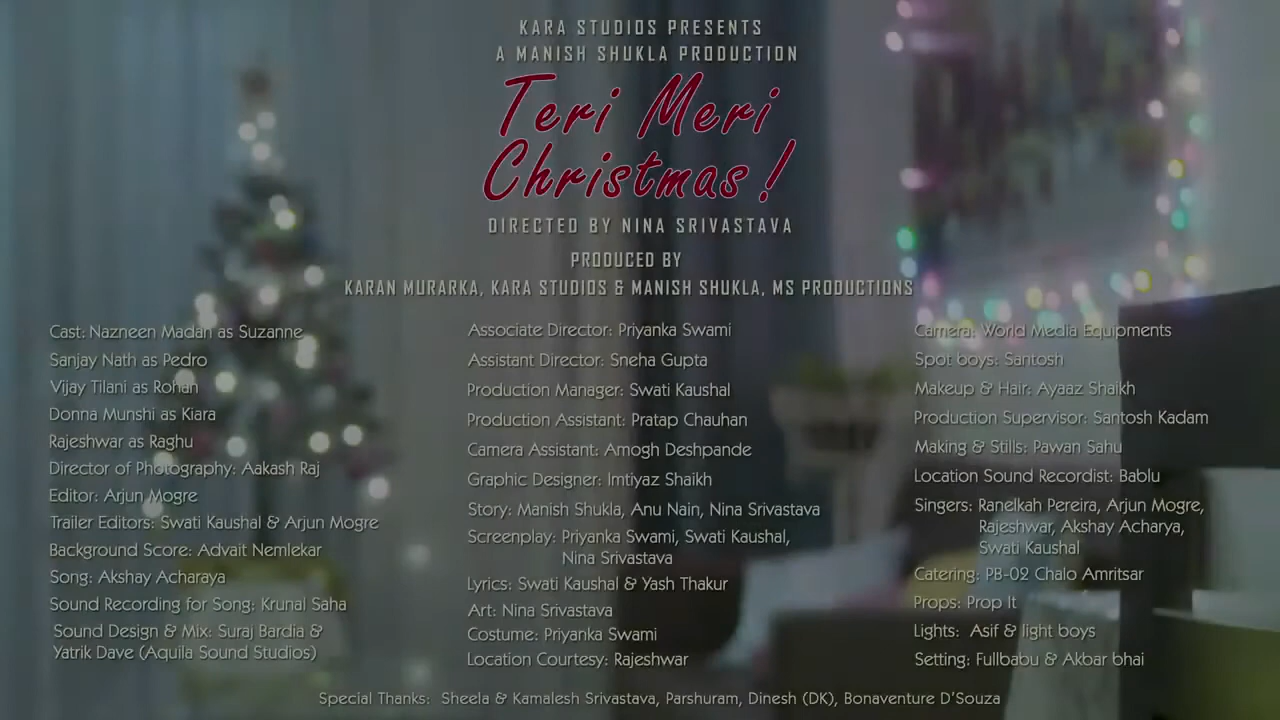 KARA STUDIOS PRESENTS
A MANISH SHUKLA PRODUCTION
Teri Meri
Christmas!
DIRECTED BY NINA SRIVASTAVA
PRODUCED BY
KARAN MURARKA, KARA STUDIOS & MANISH SHUKLA, MS PRODUCTIONS
Cast: Nazneen Madan as Suzanne
Sanjay Nath as Pedro
Vijay Tilani as Rohan
Donna Munshi as Kiara
Rajeshwar as Raghu
Director of Photography: Aakash Raj
Editor: Arjun Mogre
Trailer Editors: Swati Kaushal & Arjun Mogre
Background Score: Advait Nemlekar
Song: Akshay Acharaya
Sound Recording for Song: Krunal Saha
Sound Design & Mix: Suraj Bardia &
Yatrik Dave (Aquila Sound Studios)
Associate Director: Priyanka Swami
Assistant Director: Sneha Gupta
Production Manager: Swati Kaushal
Production Assistant: Pratap Chauhan
Camera Assistant: Amogh Deshpande
Graphic Designer: Imtiyaz Shaikh
Story: Manish Shukla, Anu Nain, Nina Srivastava
Screenplay: Priyanka Swami, Swati Kaushal,
Nina Srivastava
Lyrics: Swati Kaushal & Yash Thakur
Art: Nina Srivastava
Costume: Priyanka Swami
Location Courtesy: Rajeshwar
Camera: World Media Equipments
Spot boys: Santosh
Makeup & Hair: Ayaaz Shaikh
Production Supervisor: Santosh Kadam
Making & Stills: Pawan Sahu
Location Sound Recordist: Bablu
Singers: Ranelkah Pereira, Arjun Mogre,
Rajeshwar, Akshay Acharya,
Swati Kaushal
Catering: PB-02 Chalo Amritsar
Props: Prop It
Lights: Asif & light boys
Setting: Fullbabu & Akbar bhai
Special Thanks: Sheela & Kamalesh Srivastava, Parshuram, Dinesh (DK), Bonaventure D'Souza